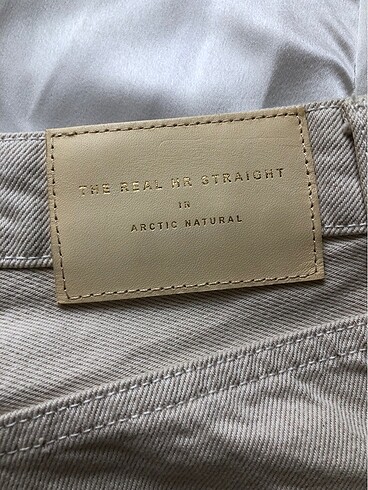 THE REAL HR STRAIGHT
IN
ARCTIC NATURAL